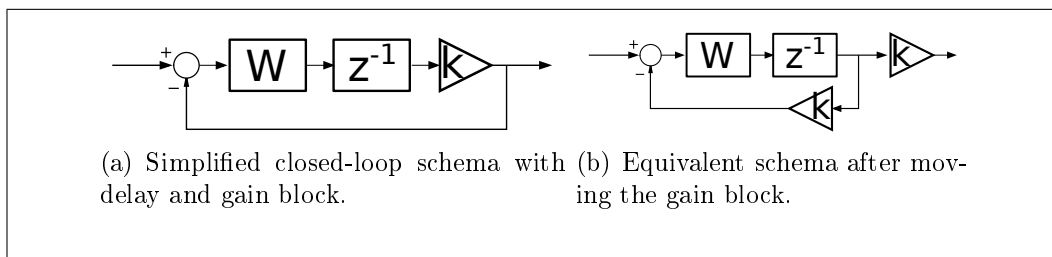 +
−
W
z⁻¹
k
+
−
W
z⁻¹
k
k
(a) Simplified closed-loop schema with
delay and gain block.
(b) Equivalent schema after mov-
ing the gain block.